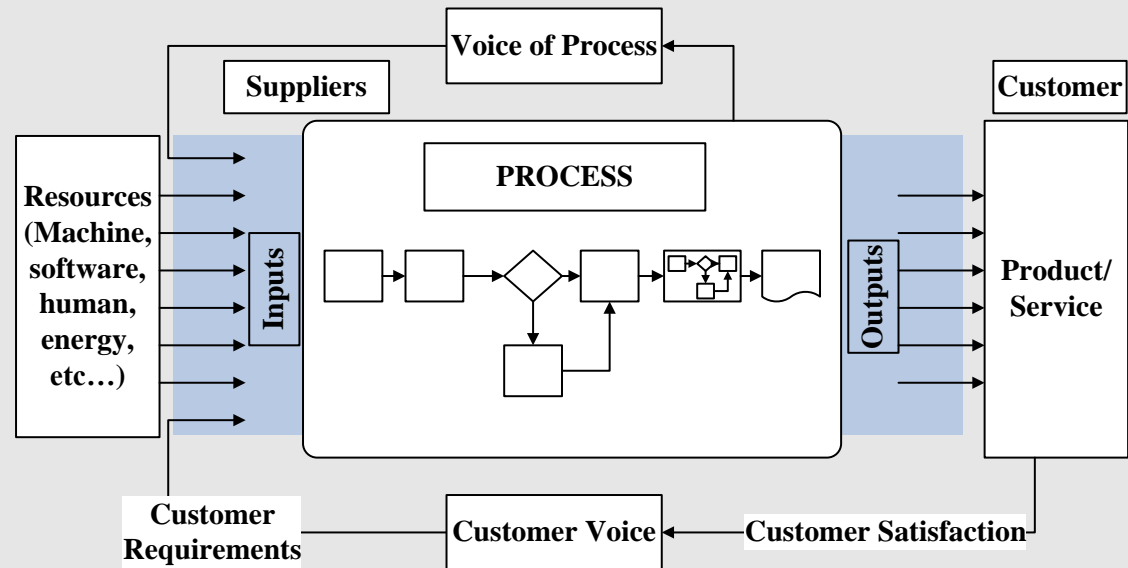 Voice of Process
Suppliers
Customer
Resources
(Machine,
software,
human,
energy,
etc…)
Inputs
PROCESS
Outputs
Product/
Service
Customer
Requirements
Customer Voice
Customer Satisfaction